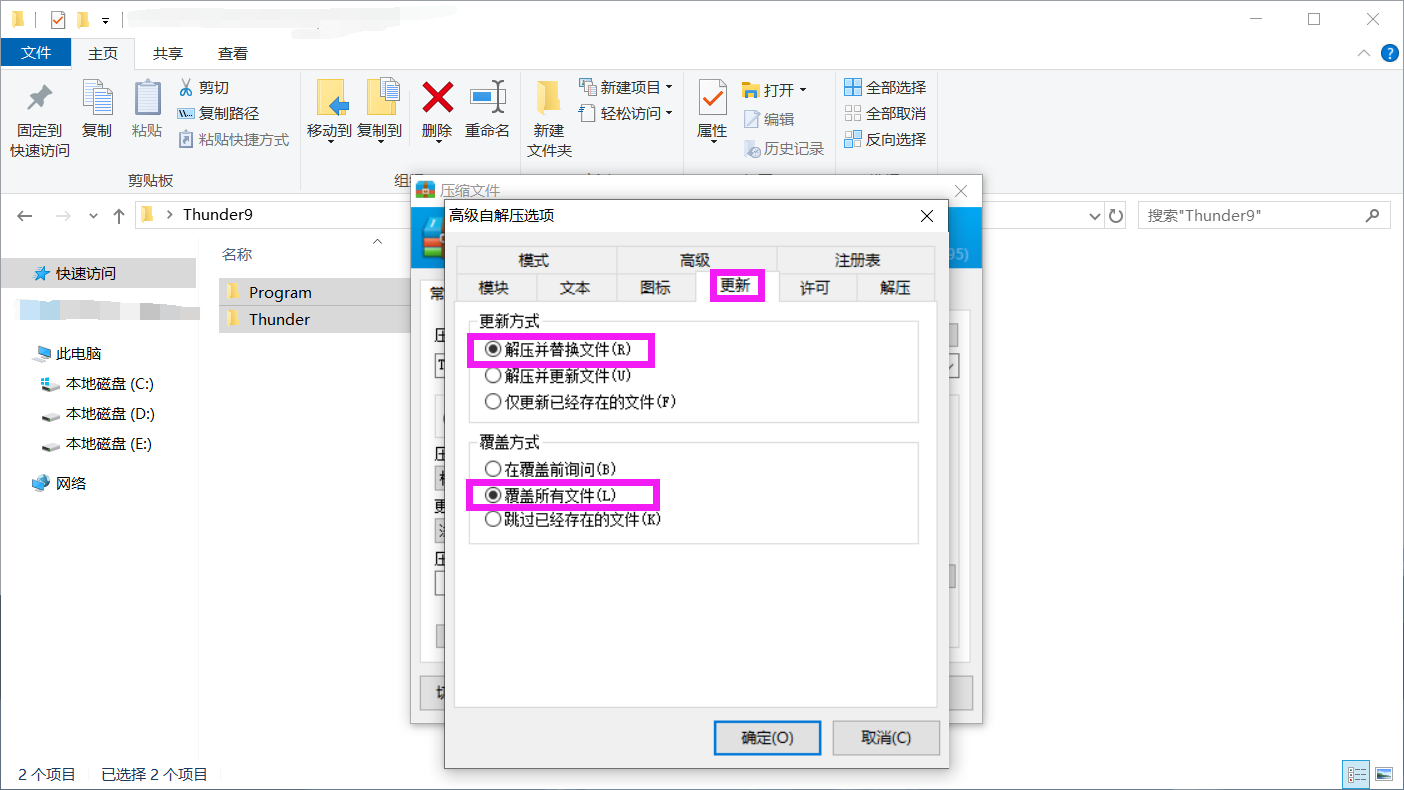 文件 主页 共享 查看
固定到
快速访问
复制
粘贴
剪切
复制路径
粘贴快捷方式
剪贴板
移动到 复制到 删除 重命名
新建
文件夹
新建项目
轻松访问
属性
打开
编辑
历史记录
全部选择
全部取消
反向选择
Thunder9
搜索"Thunder9"
快速访问
此电脑
本地磁盘 (C:)
本地磁盘 (D:)
本地磁盘 (E:)
网络
名称
Program
Thunder
压缩文件
95)
高级自解压选项
模式 高级 注册表
模块 文本 图标 更新 许可 解压
更新方式
解压并替换文件(R)
解压并更新文件(U)
仅更新已经存在的文件(F)
覆盖方式
在覆盖前询问(B)
覆盖所有文件(L)
跳过已经存在的文件(K)
确定(O) 取消(C)
2 个项目 已选择 2 个项目